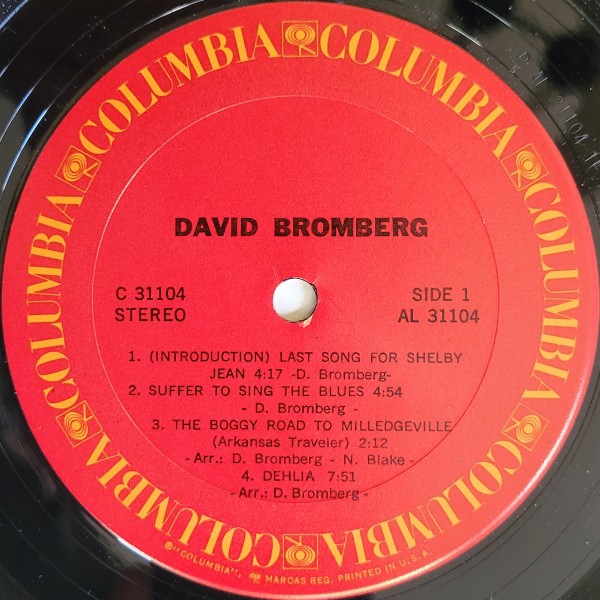 COLUMBIA COLUMBIA COLUMBIA COLUMBIA COLUMBIA COLUMBIA
DAVID BROMBERG
C 31104
STEREO
SIDE 1
AL 31104
1. (INTRODUCTION) LAST SONG FOR SHELBY
JEAN 4:17 -D. Bromberg-
2. SUFFER TO SING THE BLUES 4:54
- D. Bromberg -
3. THE BOGGY ROAD TO MILLEDGEVILLE
(Arkansas Traveler) 2:12
-Arr.: D. Bromberg - N. Blake-
4. DEHLIA 7:51
-Arr.: D. Bromberg-
℗"COLUMBIA", MARCAS REG. PRINTED IN U.S.A.